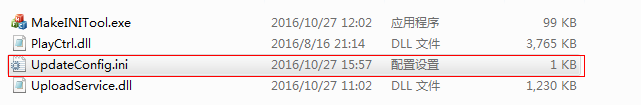 MakeINITool.exe 2016/10/27 12:02 应用程序 99 KB
PlayCtrl.dll 2016/8/16 21:14 DLL 文件 3,765 KB
UpdateConfig.ini 2016/10/27 15:57 配置设置 1 KB
UploadService.dll 2016/10/27 11:02 DLL 文件 1,230 KB